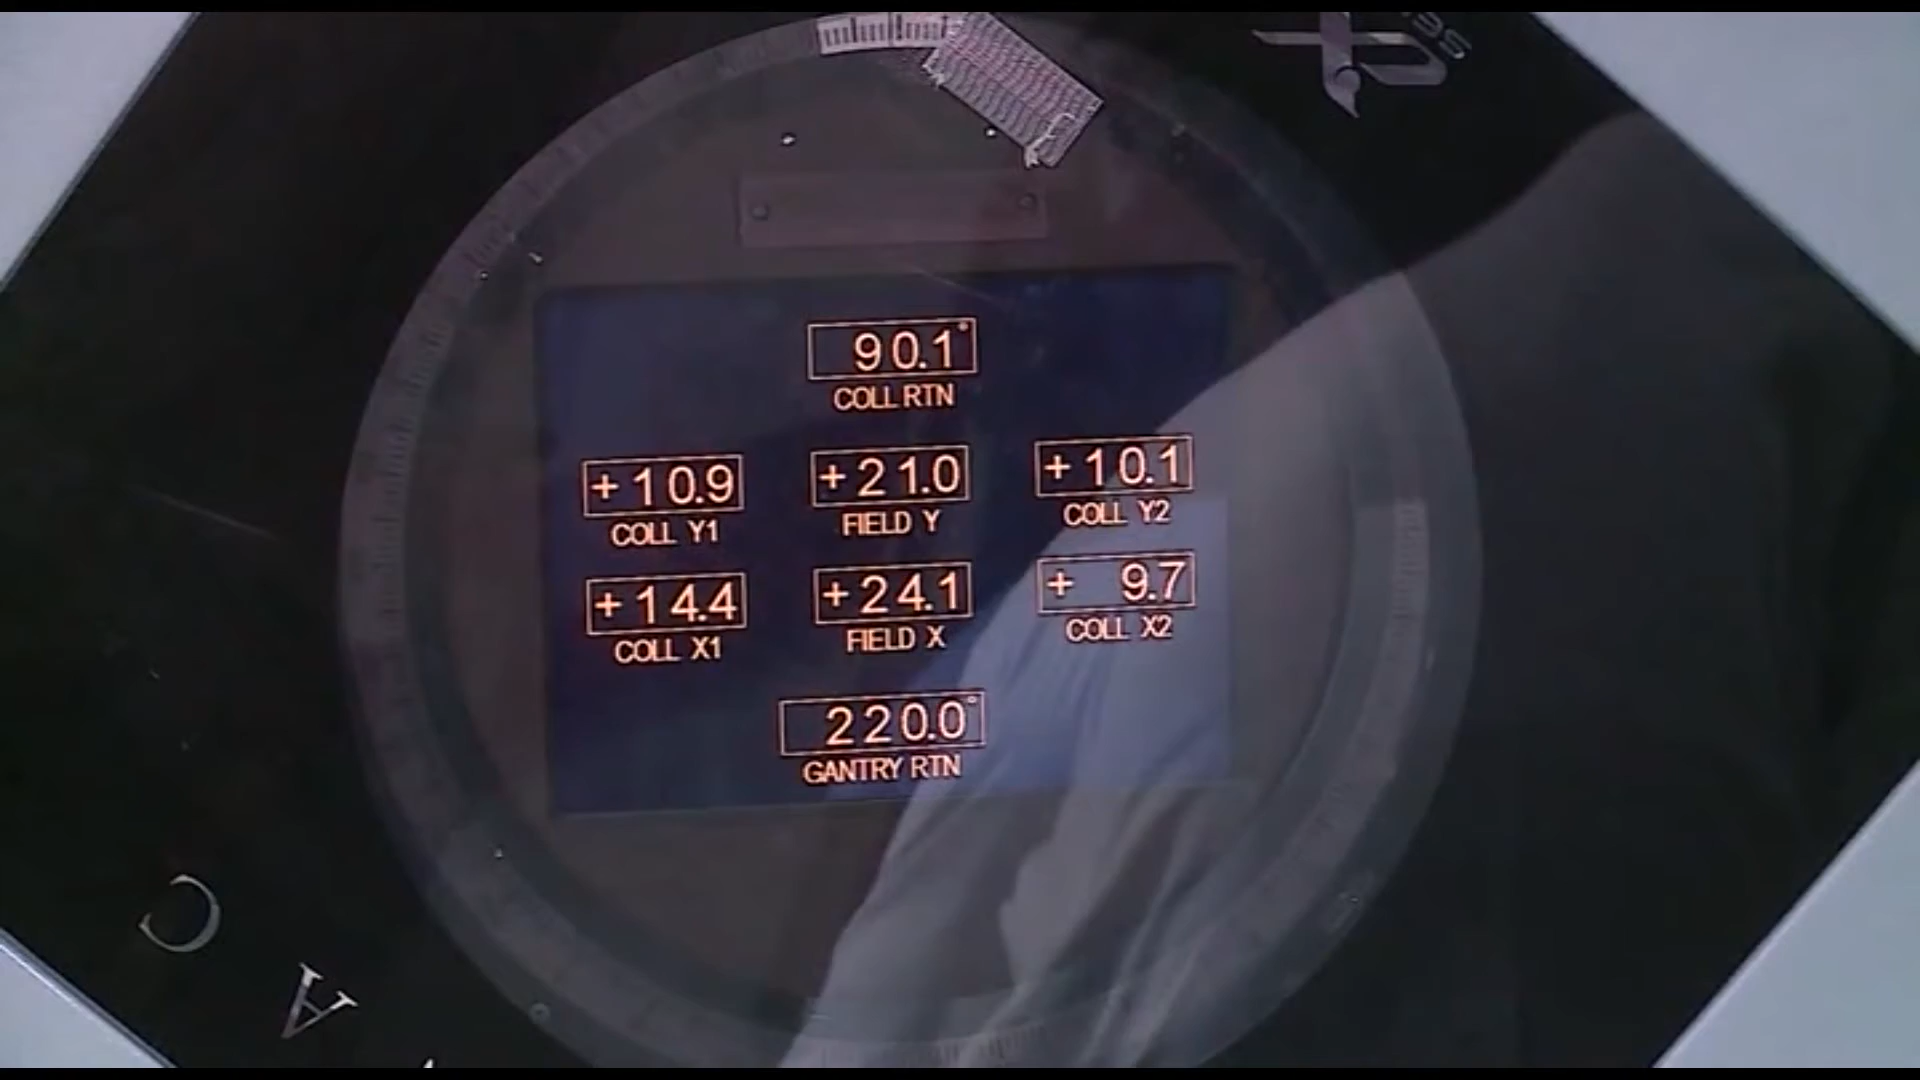 90.1°
COLL RTN
+10.9 +21.0 +10.1
COLL Y1 FIELD Y COLL Y2
+14.4 +24.1 + 9.7
COLL X1 FIELD X COLL X2
220.0°
GANTRY RTN
C
A